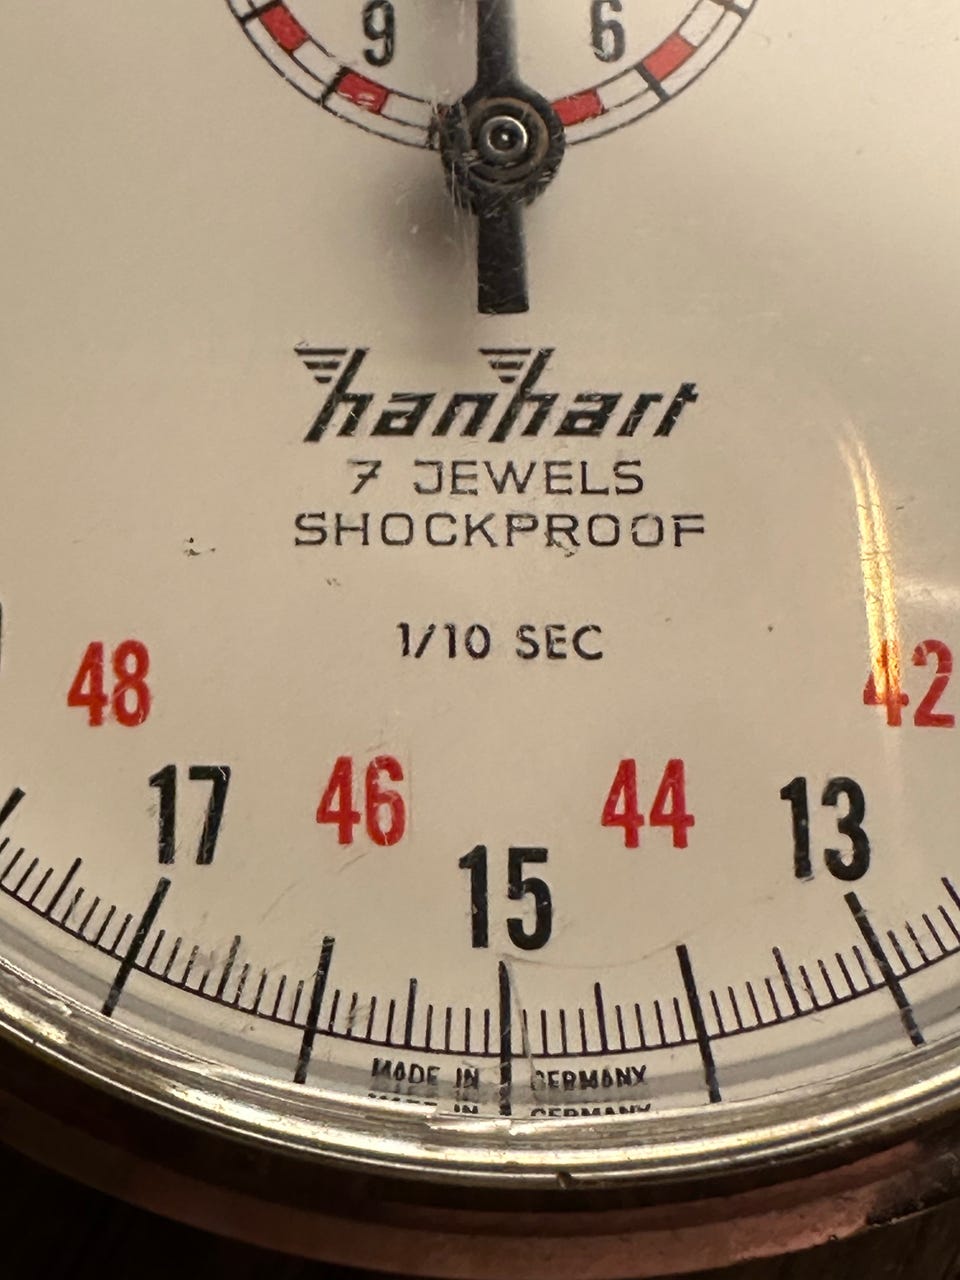 9 6
hanhart
7 JEWELS
SHOCKPROOF
1/10 SEC
48 42
46 44
17 13
15
MADE IN GERMANY